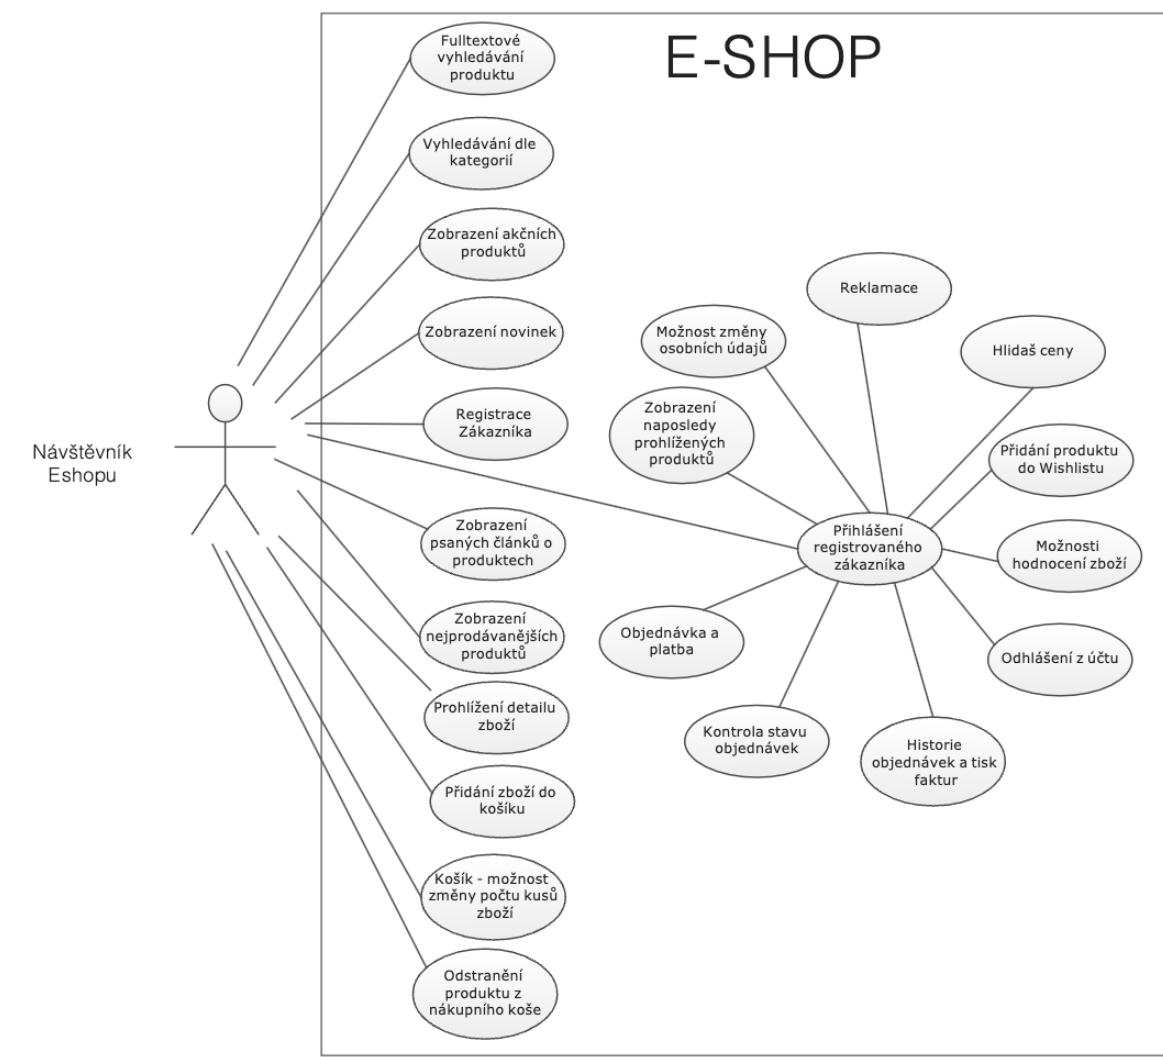 E-SHOP
Fulltextové
vyhledávání
produktu
Vyhledávání dle
kategorií
Zobrazení akčních
produktů
Zobrazení novinek
Registrace
Zákazníka
Návštěvník
Eshopu
Zobrazení
psaných článků o
produktech
Zobrazení
nejprodávanějších
produktů
Prohlížení detailu
zboží
Přidání zboží do
košíku
Košík - možnost
změny počtu kusů
zboží
Odstranění
produktu z
nákupního koše
Reklamace
Možnost změny
osobních údajů
Hlidaš ceny
Zobrazení
naposledy
prohlížených
produktů
Přidání produktu
do Wishlistu
Přihlášení
registrovaného
zákazníka
Možnosti
hodnocení zboží
Objednávka a
platba
Odhlášení z účtu
Kontrola stavu
objednávek
Historie
objednávek a tisk
faktur